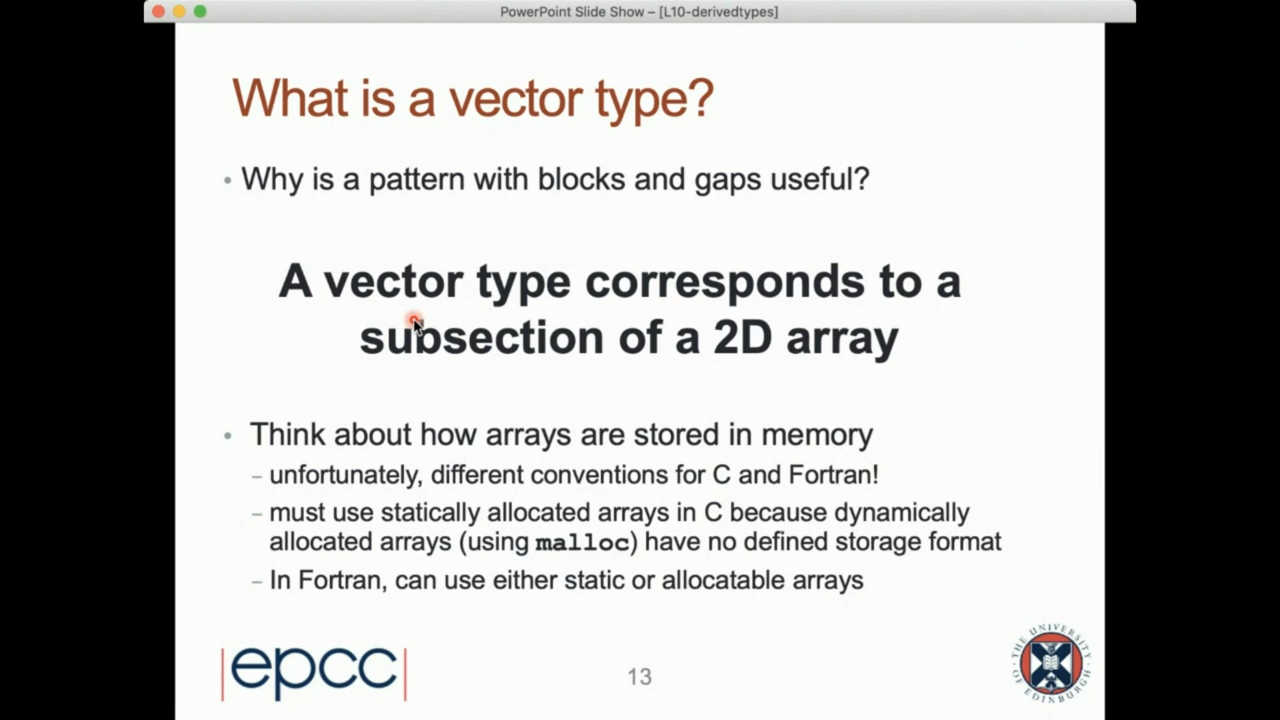 PowerPoint Slide Show – [L10-derivedtypes]
What is a vector type?
• Why is a pattern with blocks and gaps useful?
A vector type corresponds to a
subsection of a 2D array
• Think about how arrays are stored in memory
– unfortunately, different conventions for C and Fortran!
– must use statically allocated arrays in C because dynamically
allocated arrays (using malloc) have no defined storage format
– In Fortran, can use either static or allocatable arrays
epcc
13
THE UNIVERSITY
OF EDINBURGH